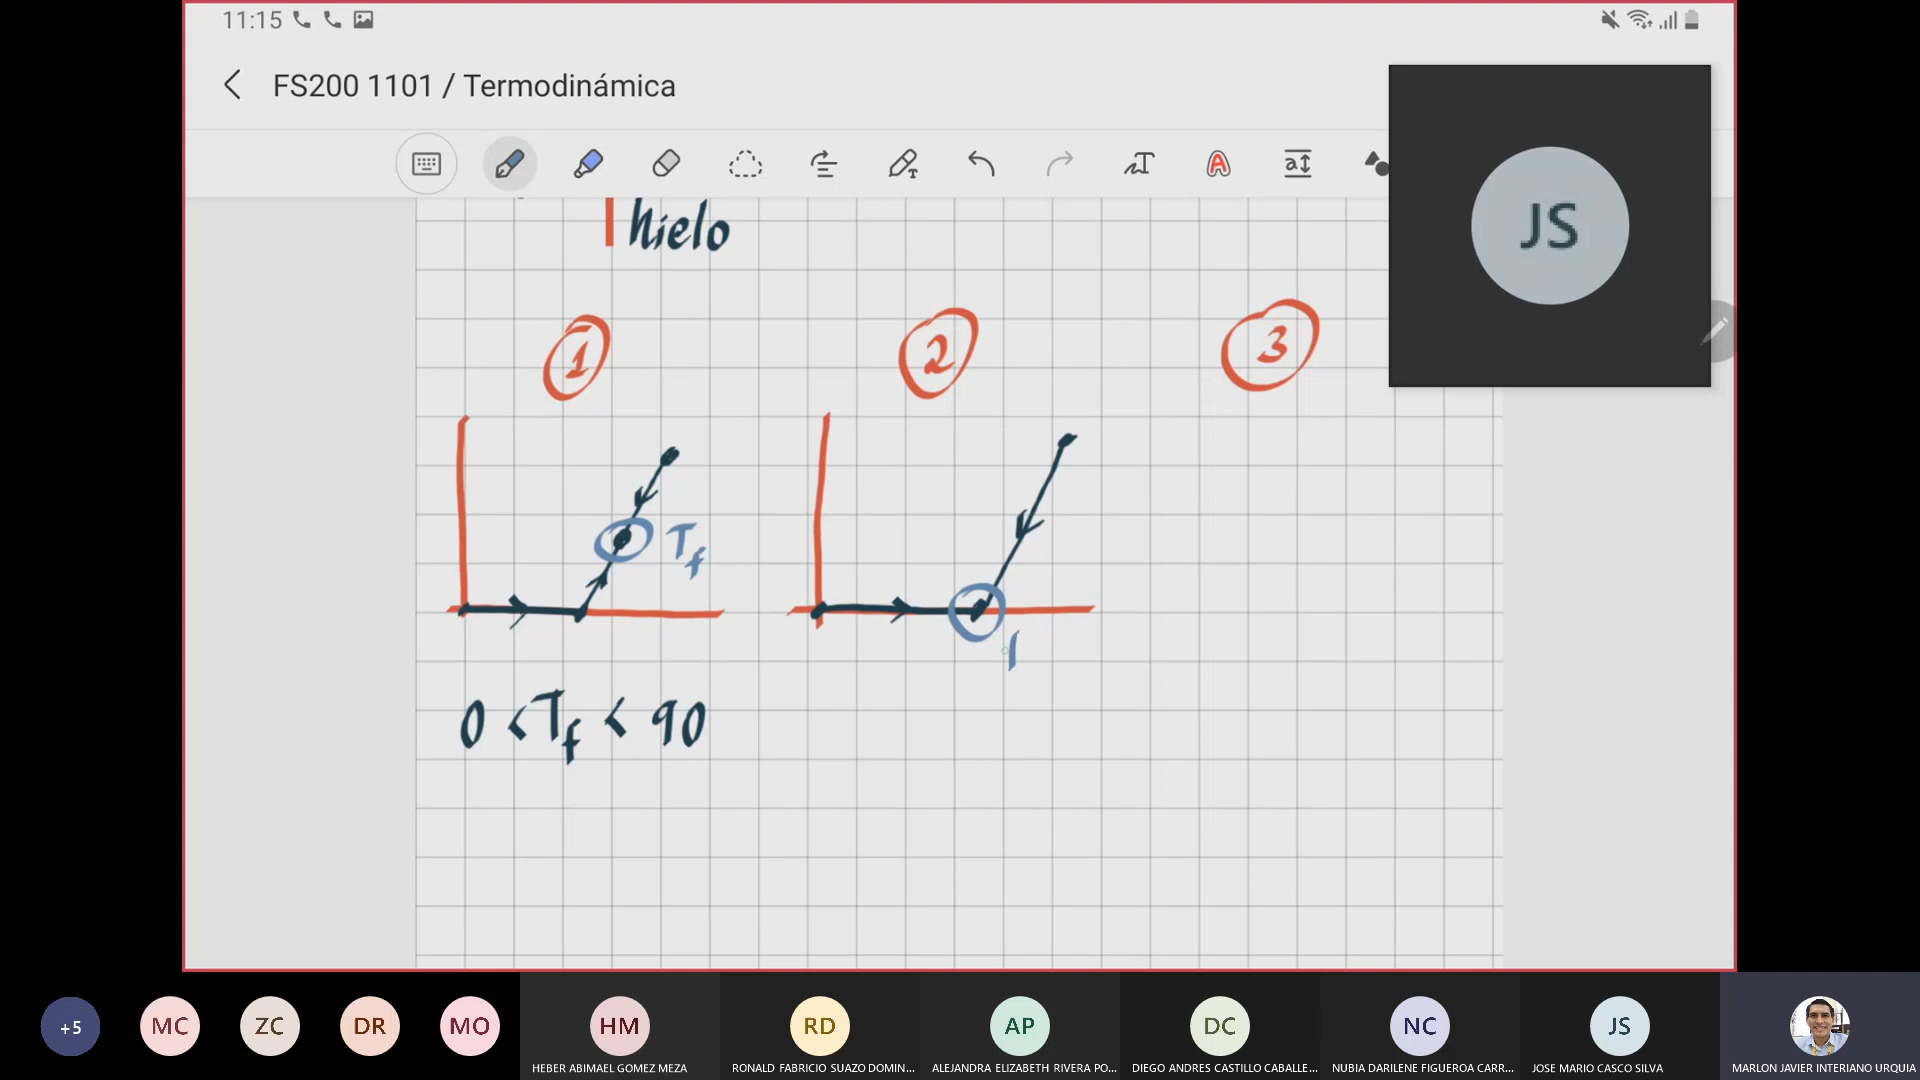 11:15
FS200 1101 / Termodinámica
JS
hielo
1 2 3
Tf
0 < Tf < 90
+5 MC ZC DR MO HM RD AP DC NC JS
HEBER ABIMAEL GOMEZ MEZA
RONALD FABRICIO SUAZO DOMIN...
ALEJANDRA ELIZABETH RIVERA PO...
DIEGO ANDRES CASTILLO CABALLE...
NUBIA DARILENE FIGUEROA CARR...
JOSE MARIO CASCO SILVA
MARLON JAVIER INTERIANO URQUIA